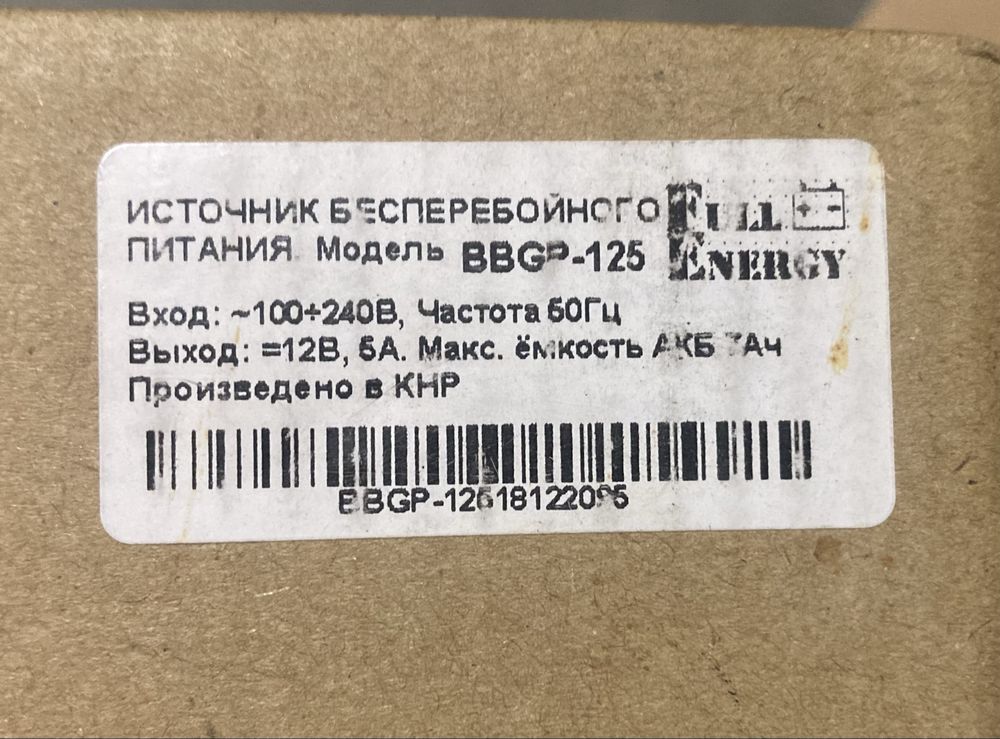 ИСТОЧНИК БЕСПЕРЕБОЙНОГО
ПИТАНИЯ. Модель BBGP-125
FULL
ENERGY
Вход: ~100÷240В, Частота 50Гц
Выход: =12В, 5А. Макс. ёмкость АКБ 7Ач
Произведено в КНР